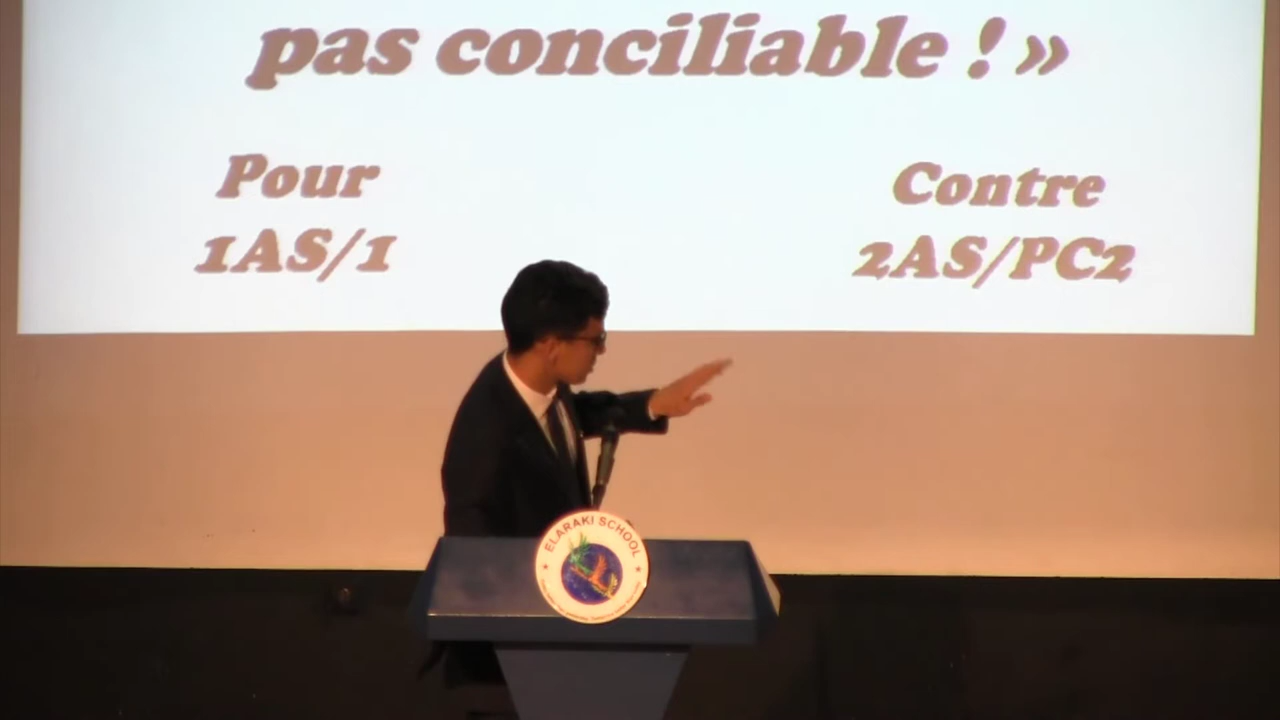 pas conciliable ! »
Pour
Contre
1AS/1
2AS/PC2
ELARAKI SCHOOL